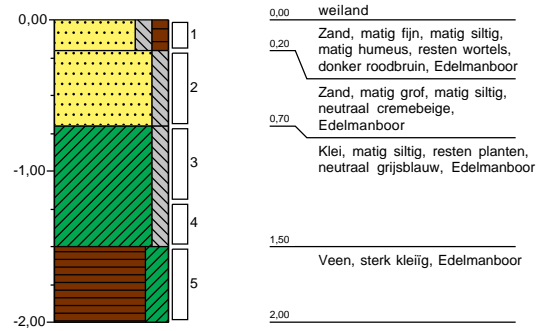 0,00
-1,00
-2,00
1
2
3
4
5
0,00
weiland
Zand, matig fijn, matig siltig,
matig humeus, resten wortels,
donker roodbruin, Edelmanboor
0,20
Zand, matig grof, matig siltig,
neutraal cremebeige,
Edelmanboor
0,70
Klei, matig siltig, resten planten,
neutraal grijsblauw, Edelmanboor
1,50
Veen, sterk kleiïg, Edelmanboor
2,00